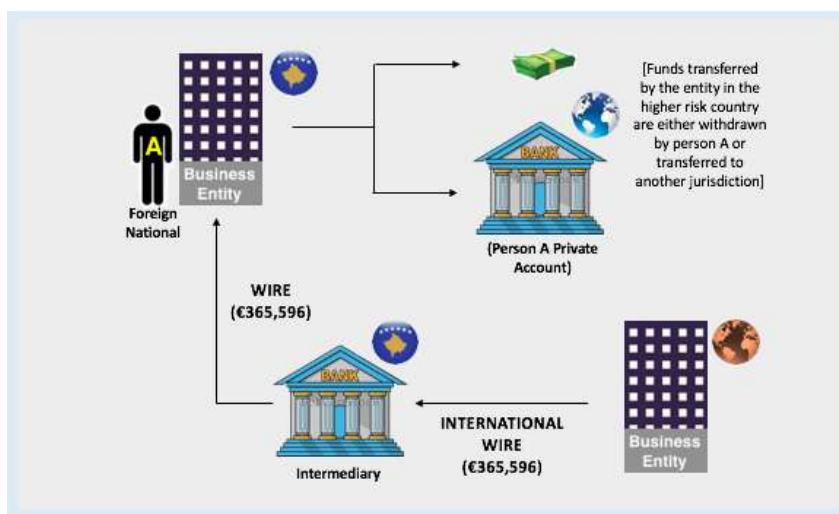 A
Business
Entity
Foreign
National
BANK
(Person A Private
Account)
[Funds transferred
by the entity in the
higher risk country
are either withdrawn
by person A or
transferred to
another jurisdiction]
WIRE
(€365,596)
BANK
Intermediary
INTERNATIONAL
WIRE
(€365,596)
Business
Entity